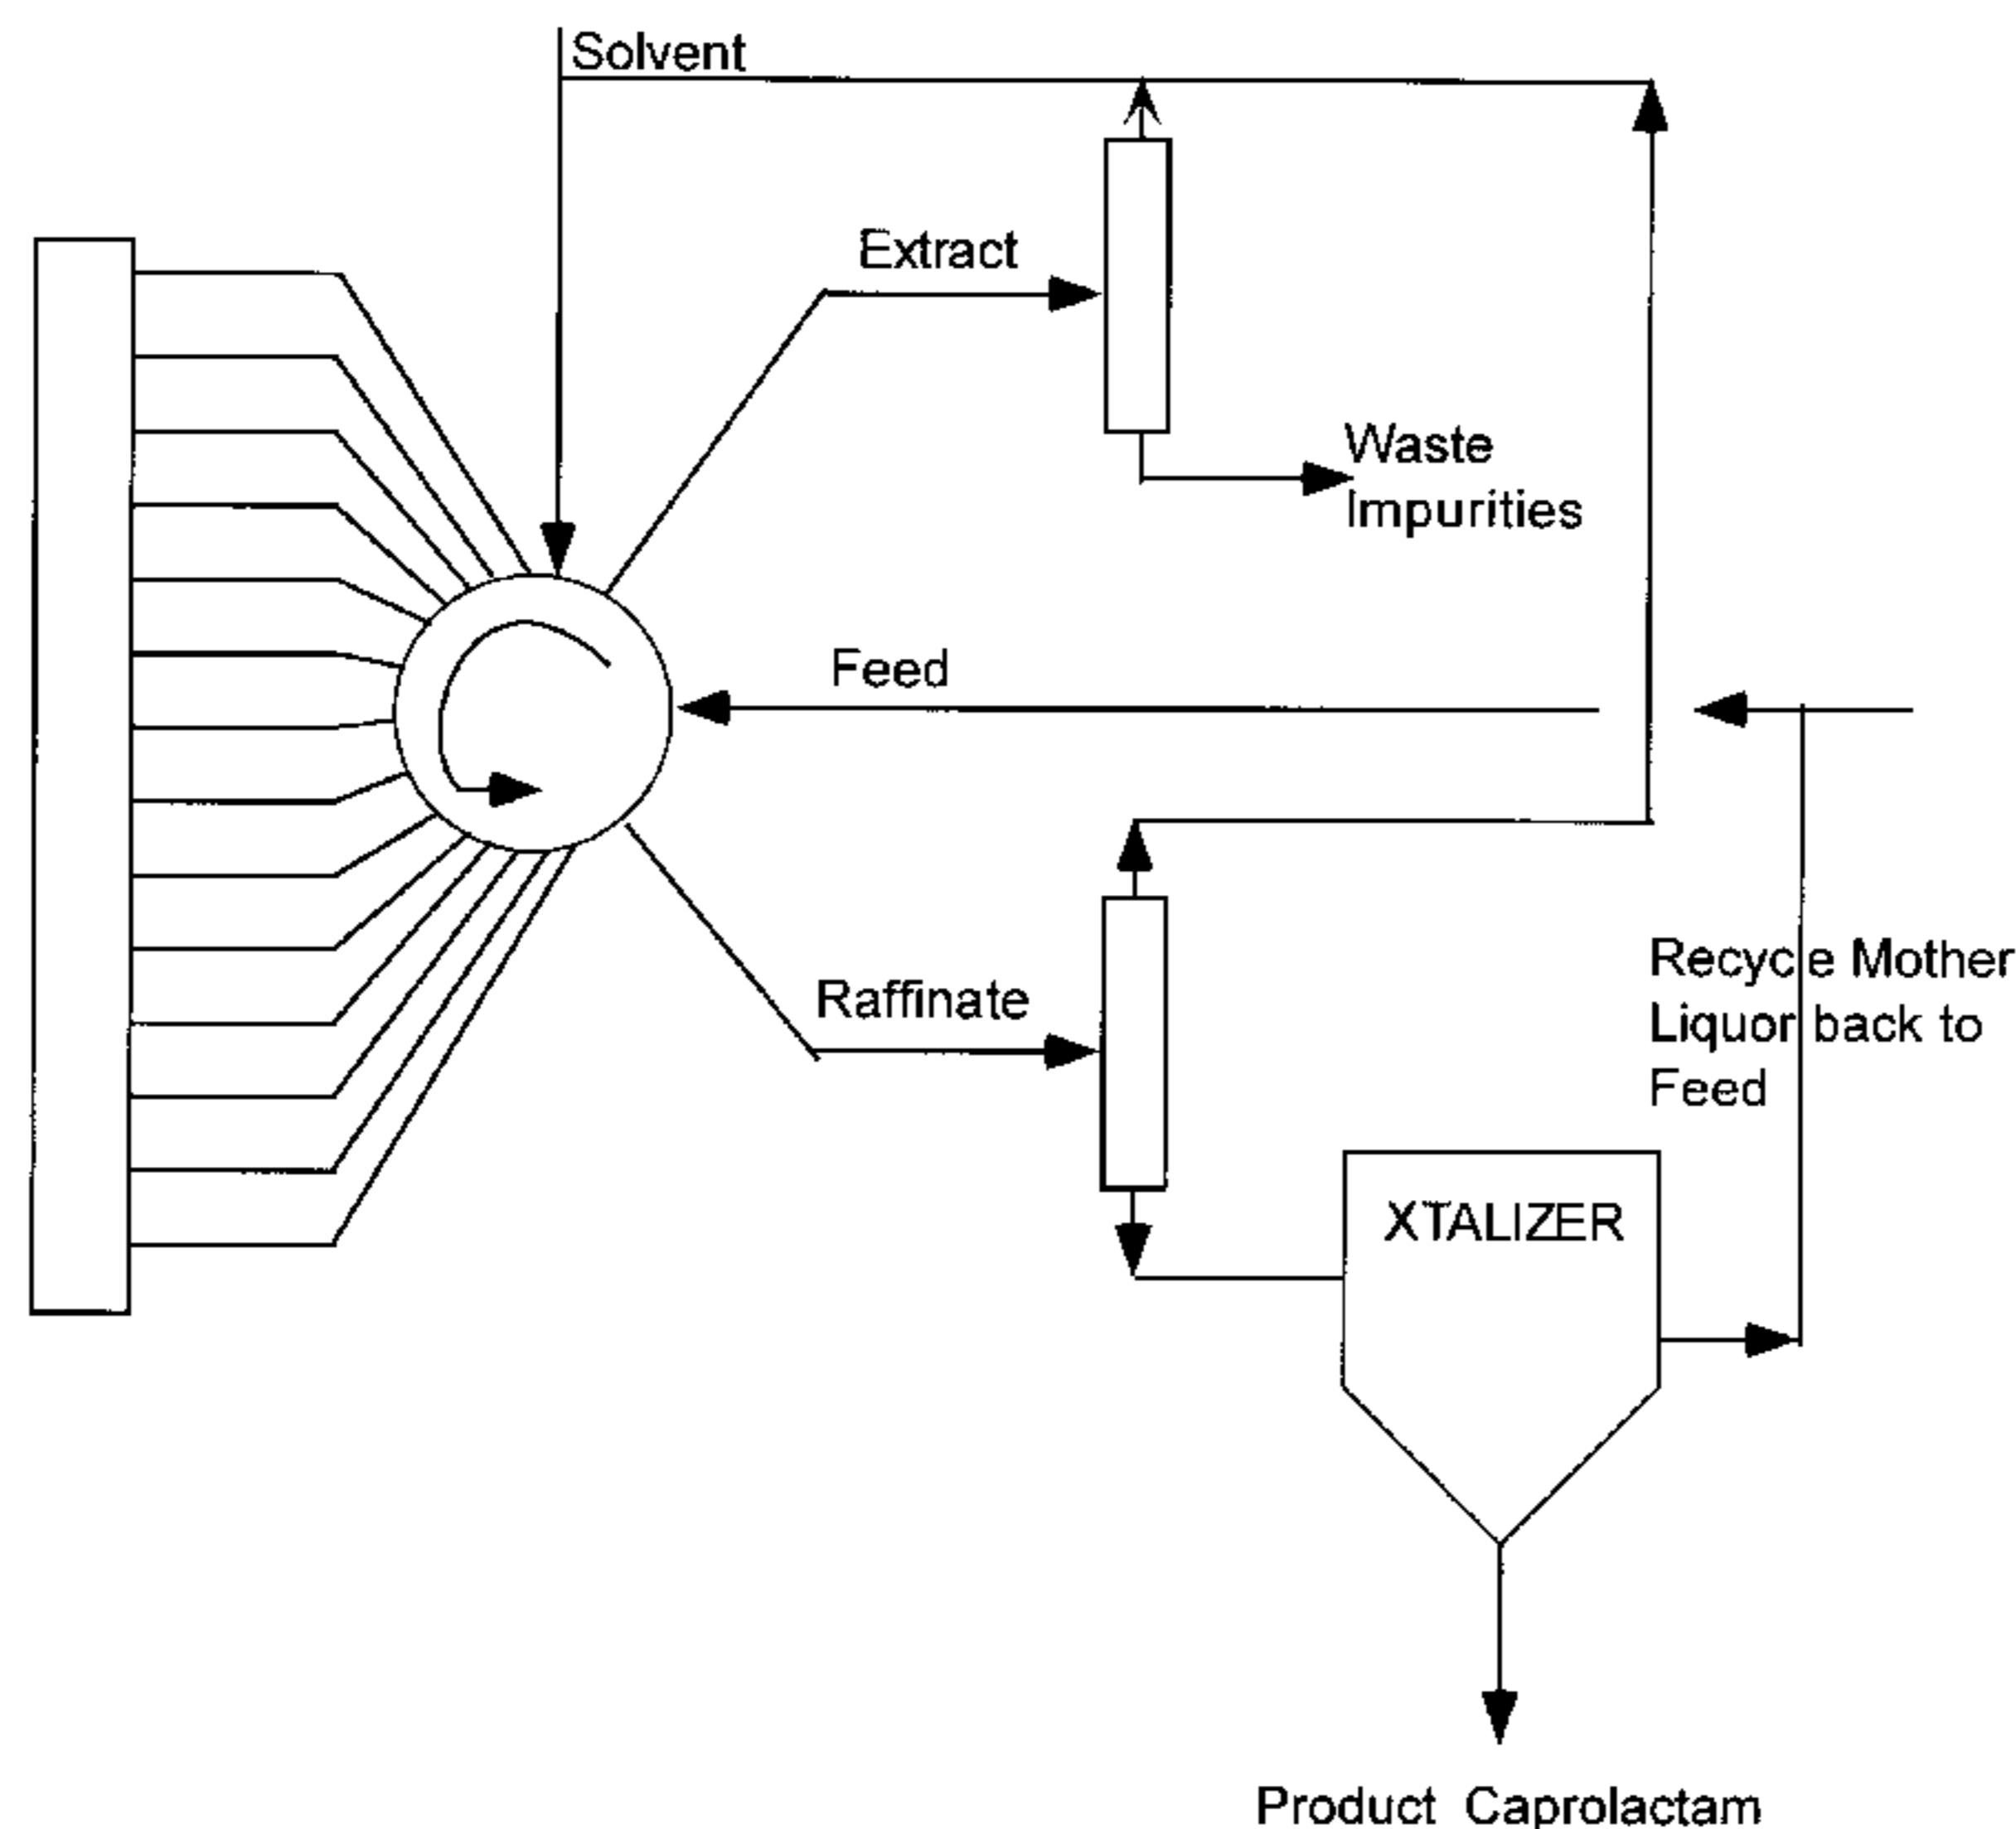 Solvent
Extract
Waste
Impurities
Feed
Raffinate
Recycle Mother
Liquor back to
Feed
XTALIZER
Product Caprolactam